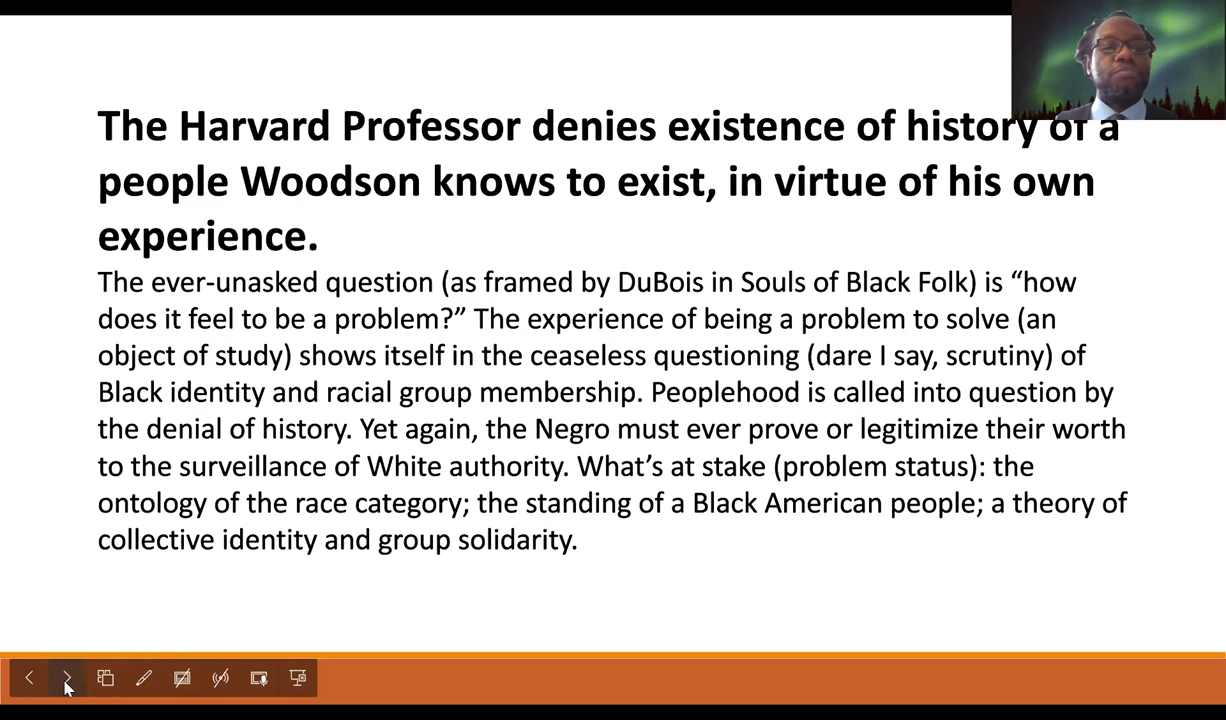 The Harvard Professor denies existence of history of a
people Woodson knows to exist, in virtue of his own
experience.
The ever-unasked question (as framed by DuBois in Souls of Black Folk) is “how
does it feel to be a problem?” The experience of being a problem to solve (an
object of study) shows itself in the ceaseless questioning (dare I say, scrutiny) of
Black identity and racial group membership. Peoplehood is called into question by
the denial of history. Yet again, the Negro must ever prove or legitimize their worth
to the surveillance of White authority. What’s at stake (problem status): the
ontology of the race category; the standing of a Black American people; a theory of
collective identity and group solidarity.